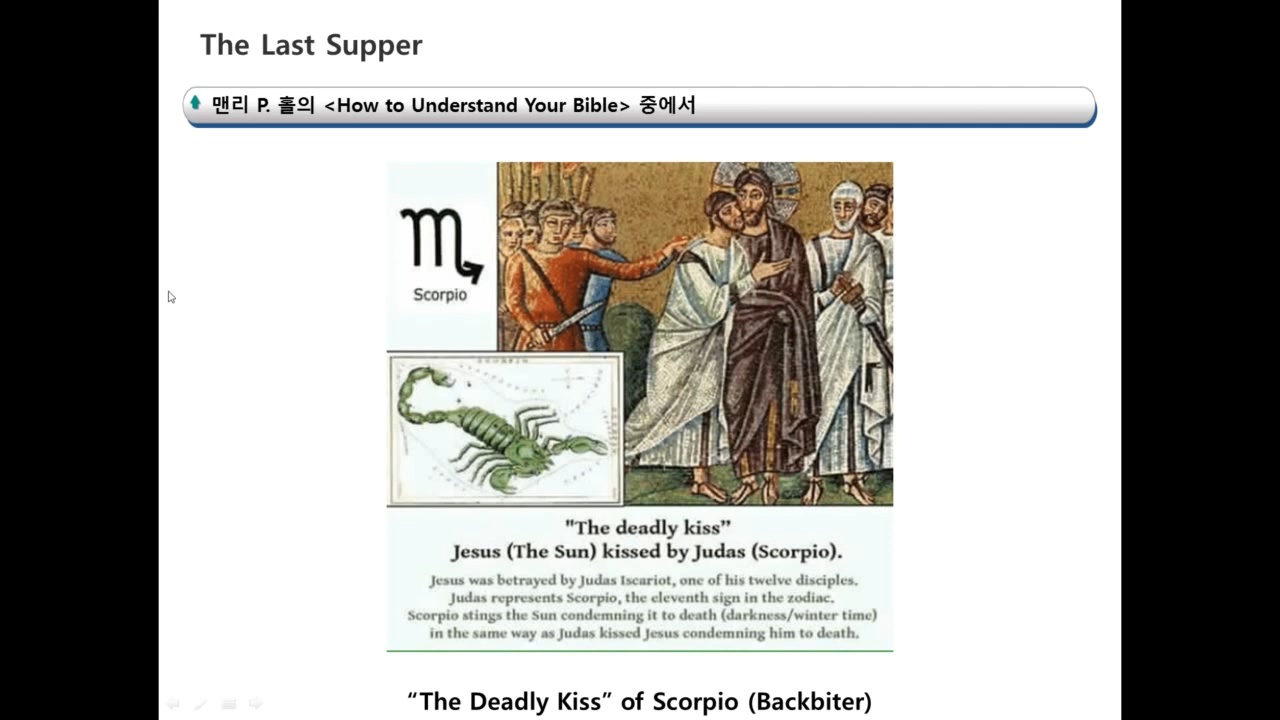 The Last Supper
맨리 P. 홀의 <How to Understand Your Bible> 중에서
Scorpio
"The deadly kiss”
Jesus (The Sun) kissed by Judas (Scorpio).
Jesus was betrayed by Judas Iscariot, one of his twelve disciples.
Judas represents Scorpio, the eleventh sign in the zodiac.
Scorpio stings the Sun condemning it to death (darkness/winter time)
in the same way as Judas kissed Jesus condemning him to death.
“The Deadly Kiss” of Scorpio (Backbiter)